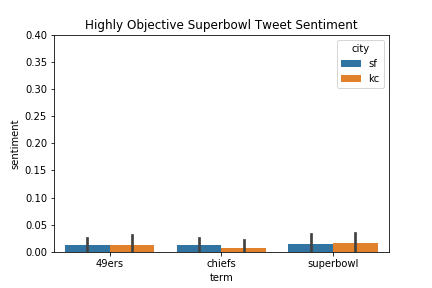 Highly Objective Superbowl Tweet Sentiment
city
sf
kc
0.40
0.35
0.30
0.25
0.20
0.15
0.10
0.05
0.00
sentiment
49ers chiefs superbowl
term